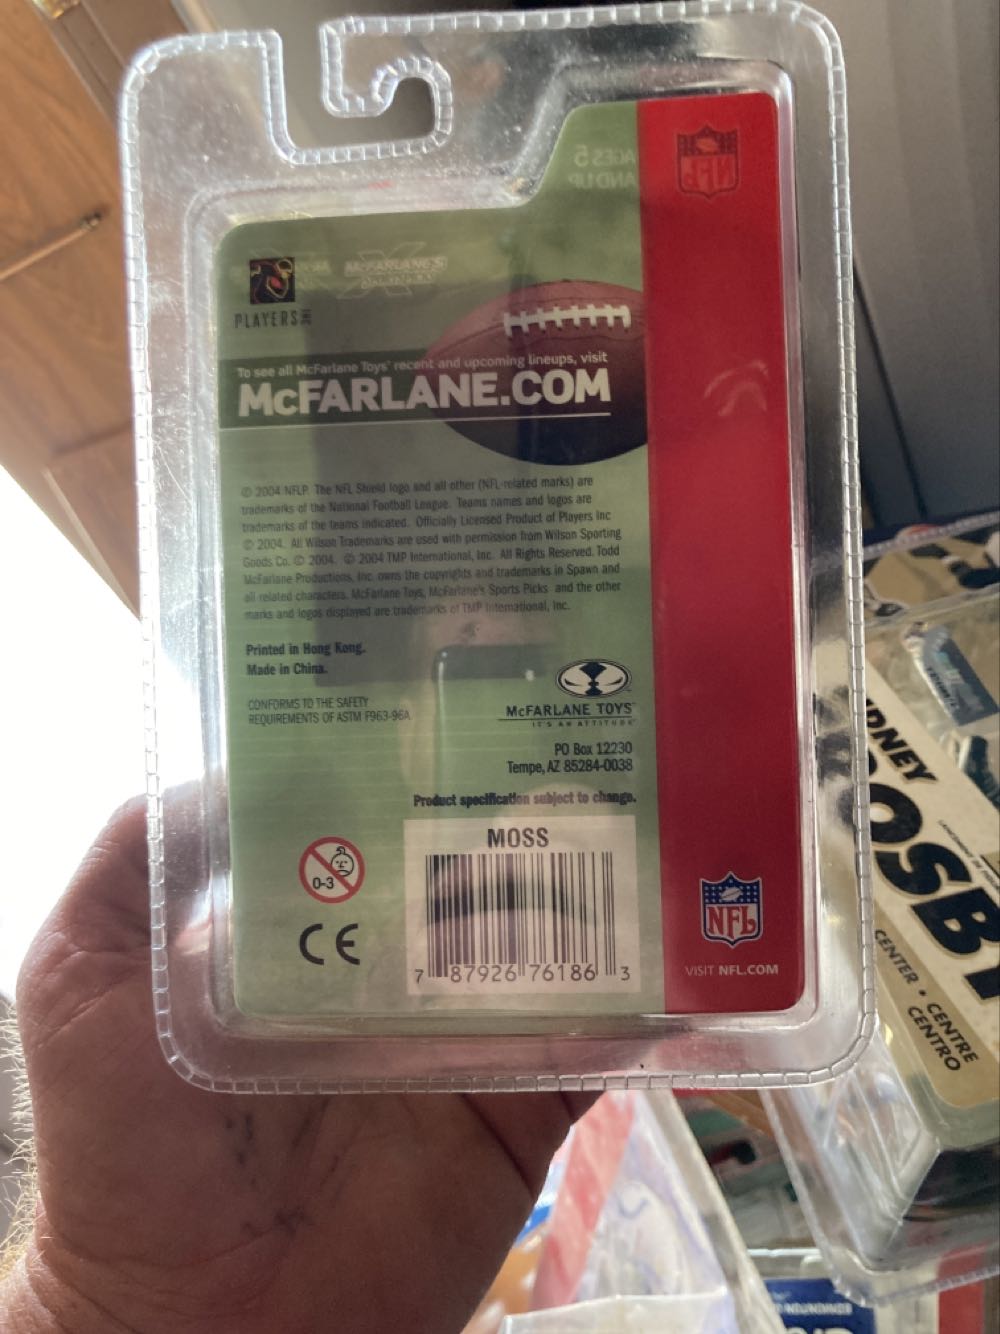 AGES 5
AND UP
NFL
PLAYERS INC
McFARLANE'S
To see all McFarlane Toys' recent and upcoming lineups, visit
McFARLANE.COM
© 2004 NFLP. The NFL Shield logo and all other (NFL-related marks) are
trademarks of the National Football League. Teams names and logos are
trademarks of the teams indicated. Officially Licensed Product of Players Inc
© 2004. All Wilson Trademarks are used with permission from Wilson Sporting
Goods Co. © 2004. © 2004 TMP International, Inc. All Rights Reserved. Todd
McFarlane Productions, Inc. owns the copyrights and trademarks in Spawn and
all related characters. McFarlane Toys, McFarlane's Sports Picks and the other
marks and logos displayed are trademarks of TMP International, Inc.
Printed in Hong Kong.
Made in China.
CONFORMS TO THE SAFETY
REQUIREMENTS OF ASTM F963-96A
McFARLANE TOYS™
IT'S AN ATTITUDE
PO Box 12230
Tempe, AZ 85284-0038
Product specification subject to change.
0-3
CE
MOSS
7 87926 76186 3
NFL
VISIT NFL.COM
DNEY
OSBY
CENTER • CENTRE
CENTRO